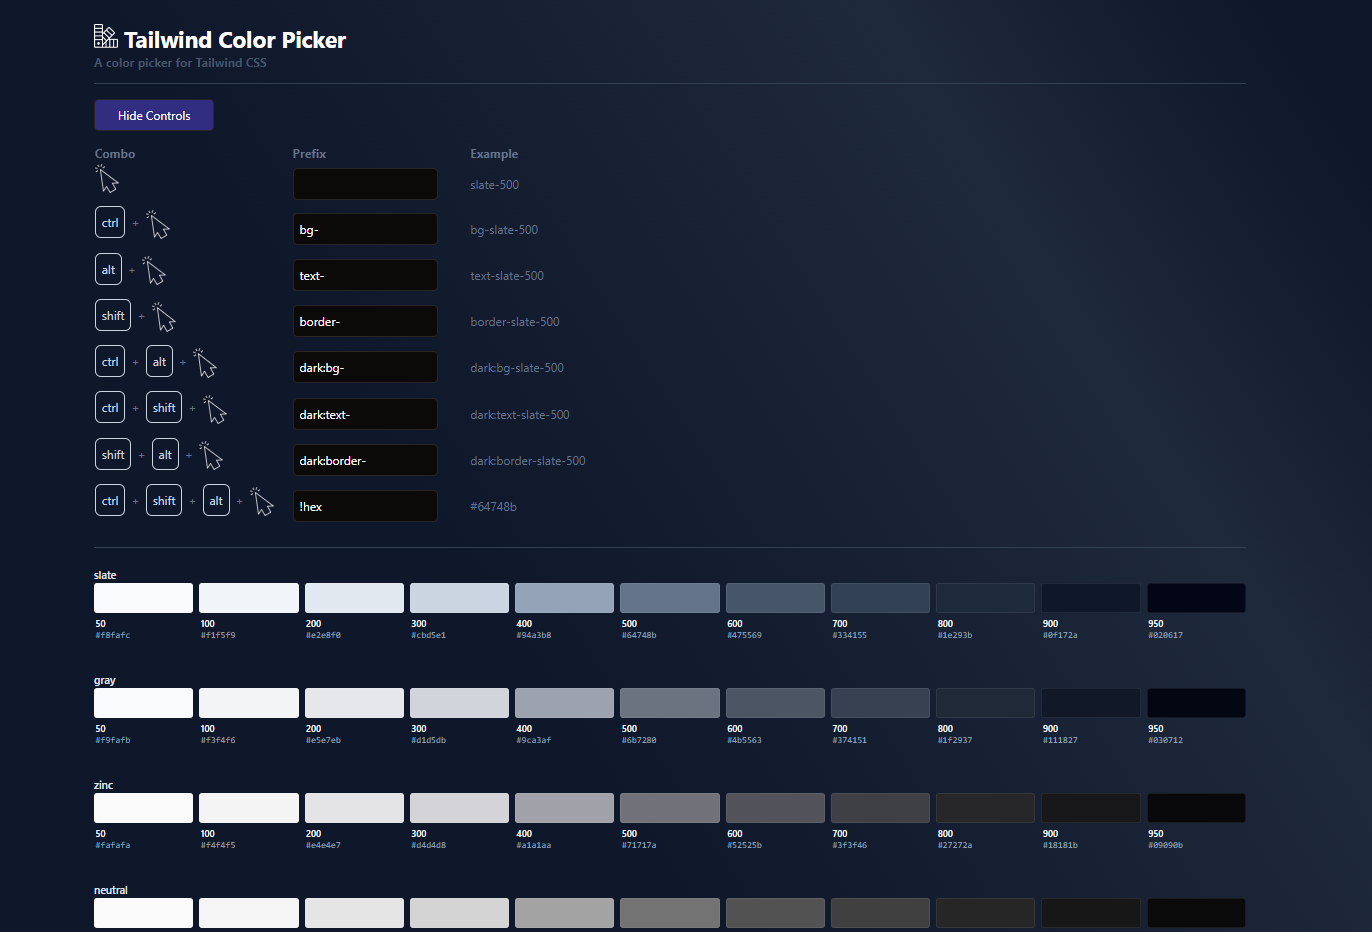 Tailwind Color Picker
A color picker for Tailwind CSS
Hide Controls
Combo Prefix Example
slate-500
ctrl + bg- bg-slate-500
alt + text- text-slate-500
shift + border- border-slate-500
ctrl + alt + dark:bg- dark:bg-slate-500
ctrl + shift + dark:text- dark:text-slate-500
shift + alt + dark:border- dark:border-slate-500
ctrl + shift + alt + !hex #64748b
slate
50 100 200 300 400 500 600 700 800 900 950
#f8fafc #f1f5f9 #e2e8f0 #cbd5e1 #94a3b8 #64748b #475569 #334155 #1e293b #0f172a #020617
gray
50 100 200 300 400 500 600 700 800 900 950
#f9fafb #f3f4f6 #e5e7eb #d1d5db #9ca3af #6b7280 #4b5563 #374151 #1f2937 #111827 #030712
zinc
50 100 200 300 400 500 600 700 800 900 950
#fafafa #f4f4f5 #e4e4e7 #d4d4d8 #a1a1aa #71717a #52525b #3f3f46 #27272a #18181b #09090b
neutral